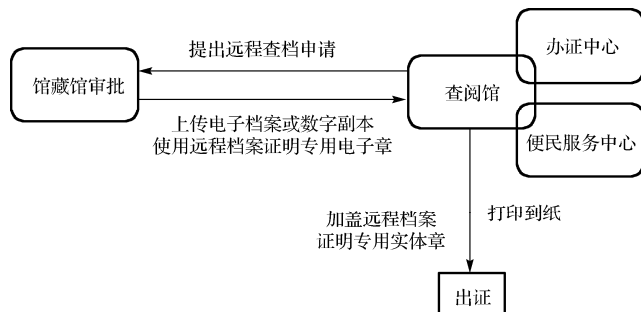 办证中心
提出远程查档申请
馆藏馆审批
查阅馆
上传电子档案或数字副本
使用远程档案证明专用电子章
便民服务中心
加盖远程档案
证明专用实体章
打印到纸
出证